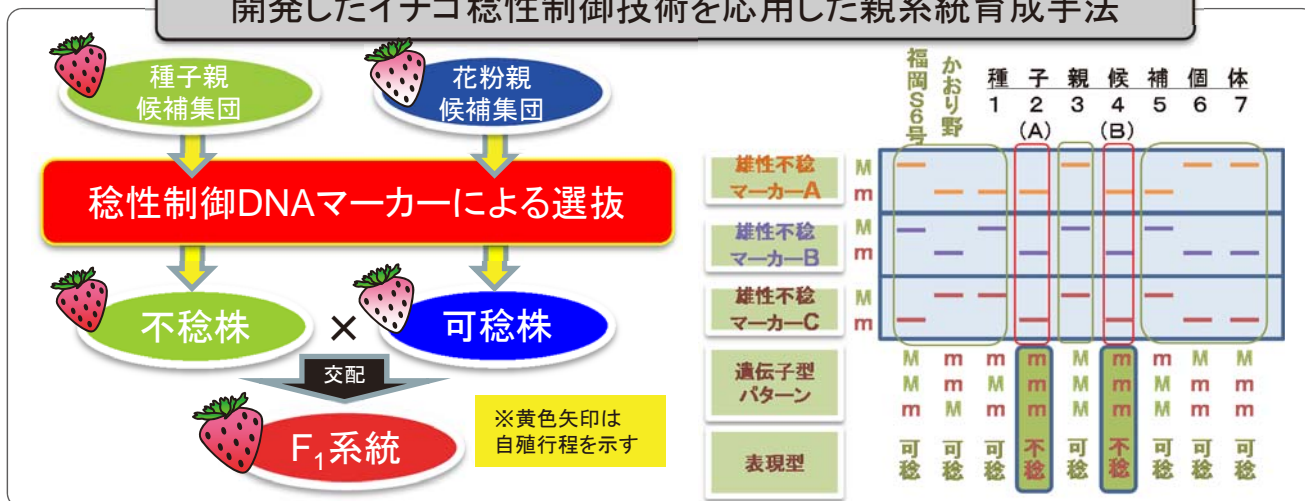 開発したイチゴ稔性制御技術を応用した親系統育成手法
種子親
候補集団
花粉親
候補集団
稔性制御DNAマーカーによる選抜
不稔株
×
可稔株
交配
F1系統
※黄色矢印は
自殖行程を示す
福岡S6号
かおり野
種子親候補個体
1 2 3 4 5 6 7
(A) (B)
雄性不稔
マーカーA
M
m
雄性不稔
マーカーB
M
m
雄性不稔
マーカーC
M
m
遺伝子型
パターン
M m m m M m m M M
M m M m M m M m m
m M m m M m M m m
表現型
可稔 可稔 可稔 不稔 可稔 不稔 可稔 可稔 可稔